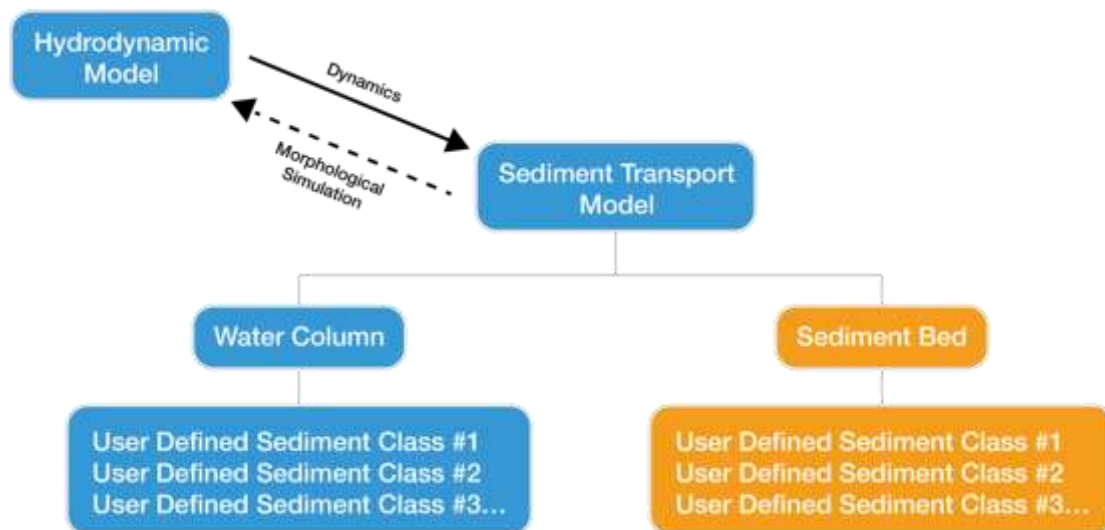 Hydrodynamic
Model
Dynamics
Morphological
Simulation
Sediment Transport
Model
Water Column
Sediment Bed
User Defined Sediment Class #1
User Defined Sediment Class #2
User Defined Sediment Class #3...
User Defined Sediment Class #1
User Defined Sediment Class #2
User Defined Sediment Class #3...